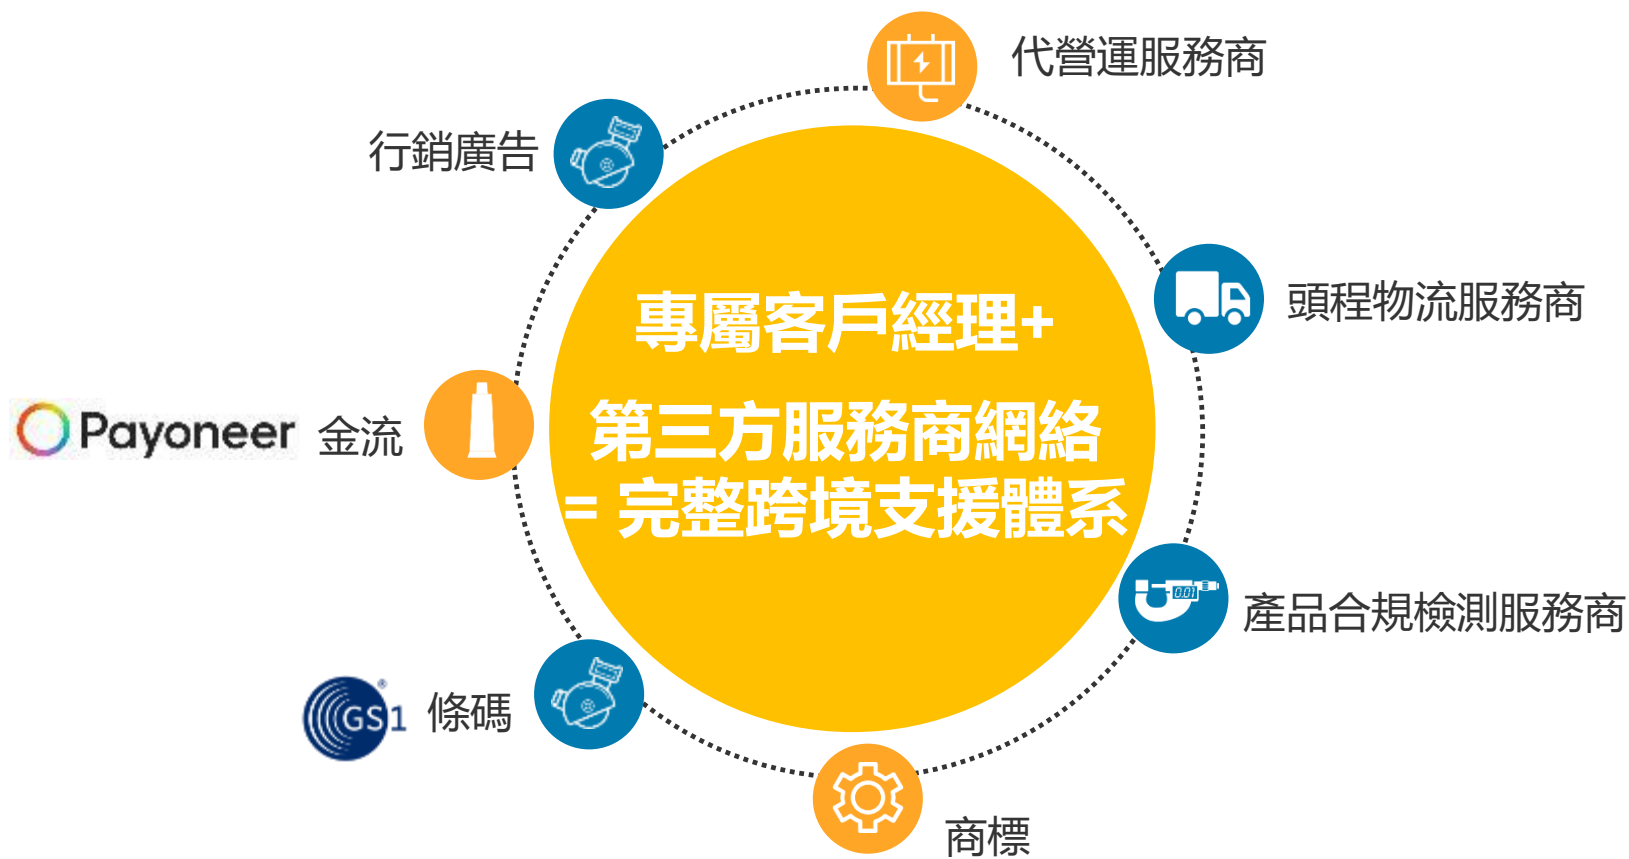 代營運服務商
行銷廣告
頭程物流服務商
專屬客戶經理+
第三方服務商網絡
= 完整跨境支援體系
Payoneer 金流
0.01
產品合規檢測服務商
GS1 條碼
商標